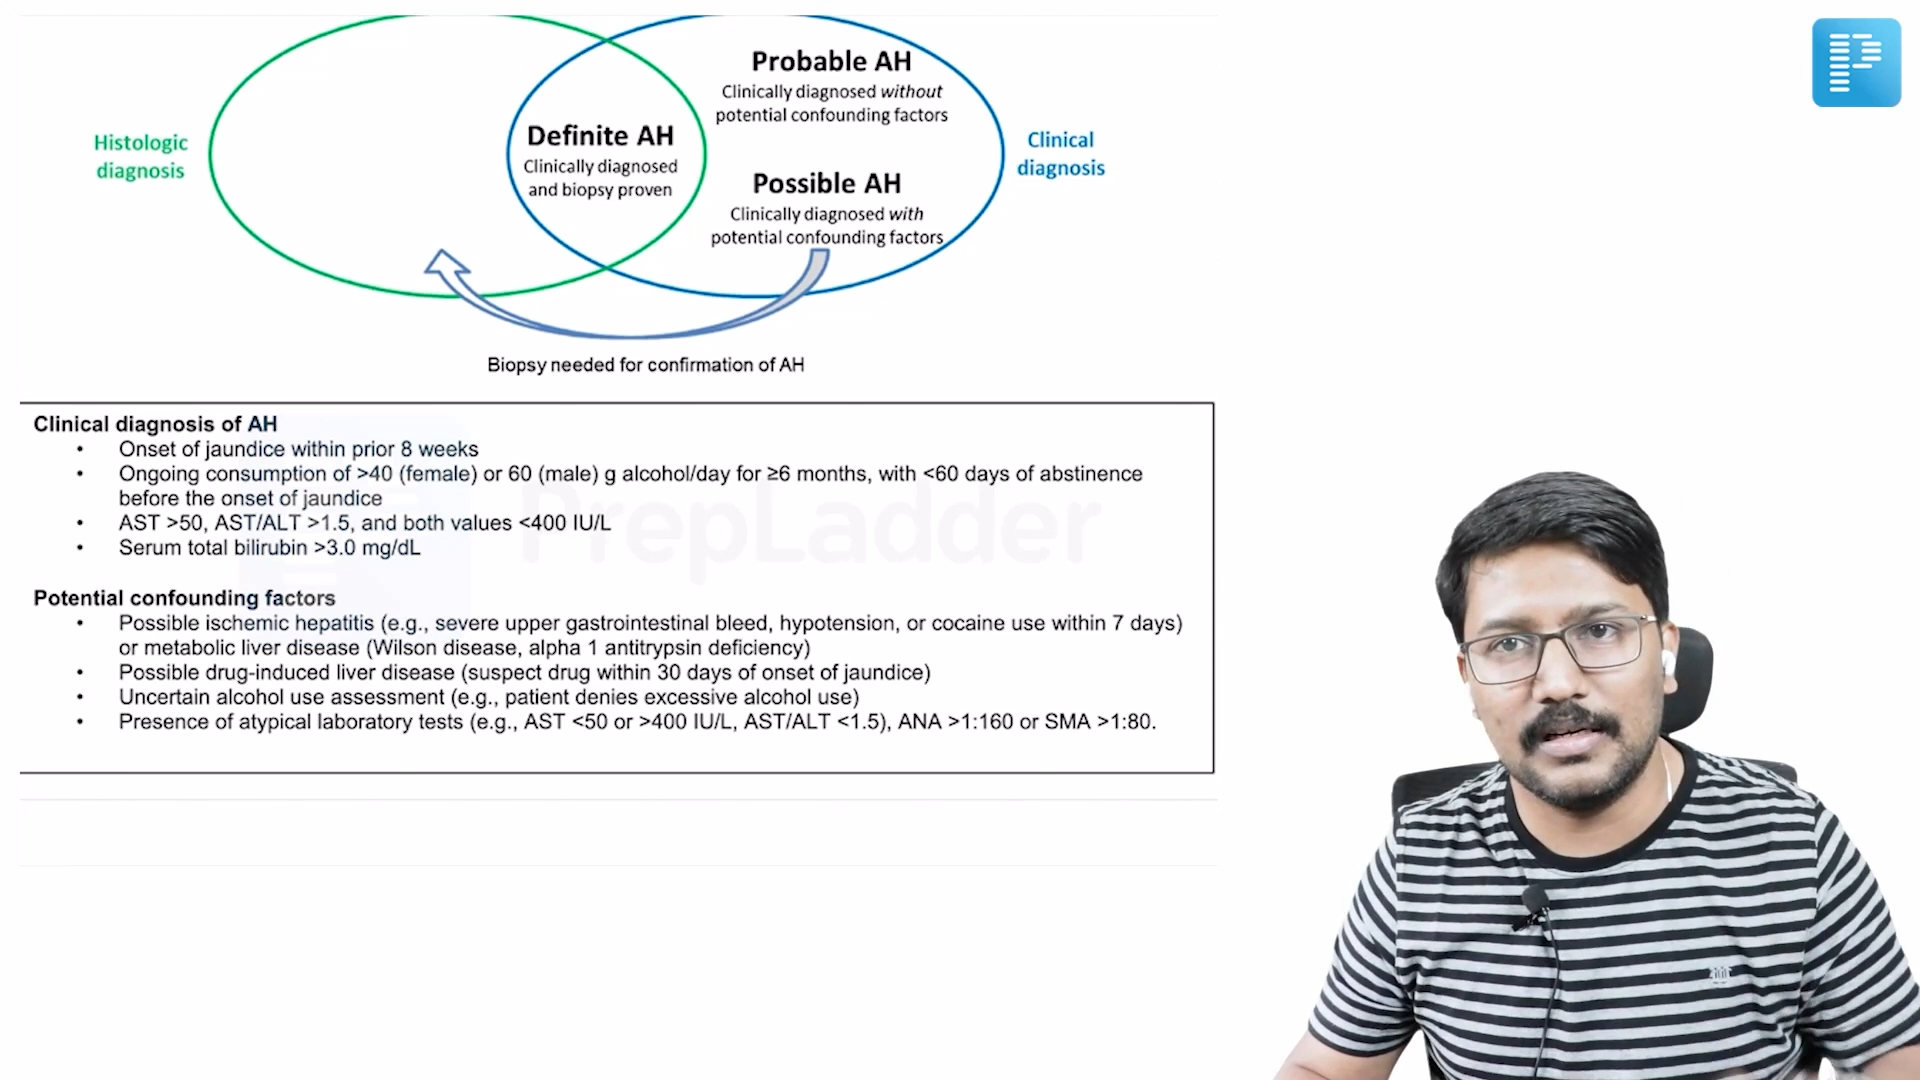 Probable AH
Clinically diagnosed without
potential confounding factors
Histologic
diagnosis
Definite AH
Clinically diagnosed
and biopsy proven
Clinical
diagnosis
Possible AH
Clinically diagnosed with
potential confounding factors
Biopsy needed for confirmation of AH
Clinical diagnosis of AH
• Onset of jaundice within prior 8 weeks
• Ongoing consumption of >40 (female) or 60 (male) g alcohol/day for ≥6 months, with <60 days of abstinence
before the onset of jaundice
• AST >50, AST/ALT >1.5, and both values <400 IU/L
• Serum total bilirubin >3.0 mg/dL
PrepLadder
Potential confounding factors
• Possible ischemic hepatitis (e.g., severe upper gastrointestinal bleed, hypotension, or cocaine use within 7 days)
or metabolic liver disease (Wilson disease, alpha 1 antitrypsin deficiency)
• Possible drug-induced liver disease (suspect drug within 30 days of onset of jaundice)
• Uncertain alcohol use assessment (e.g., patient denies excessive alcohol use)
• Presence of atypical laboratory tests (e.g., AST <50 or >400 IU/L, AST/ALT <1.5), ANA >1:160 or SMA >1:80.